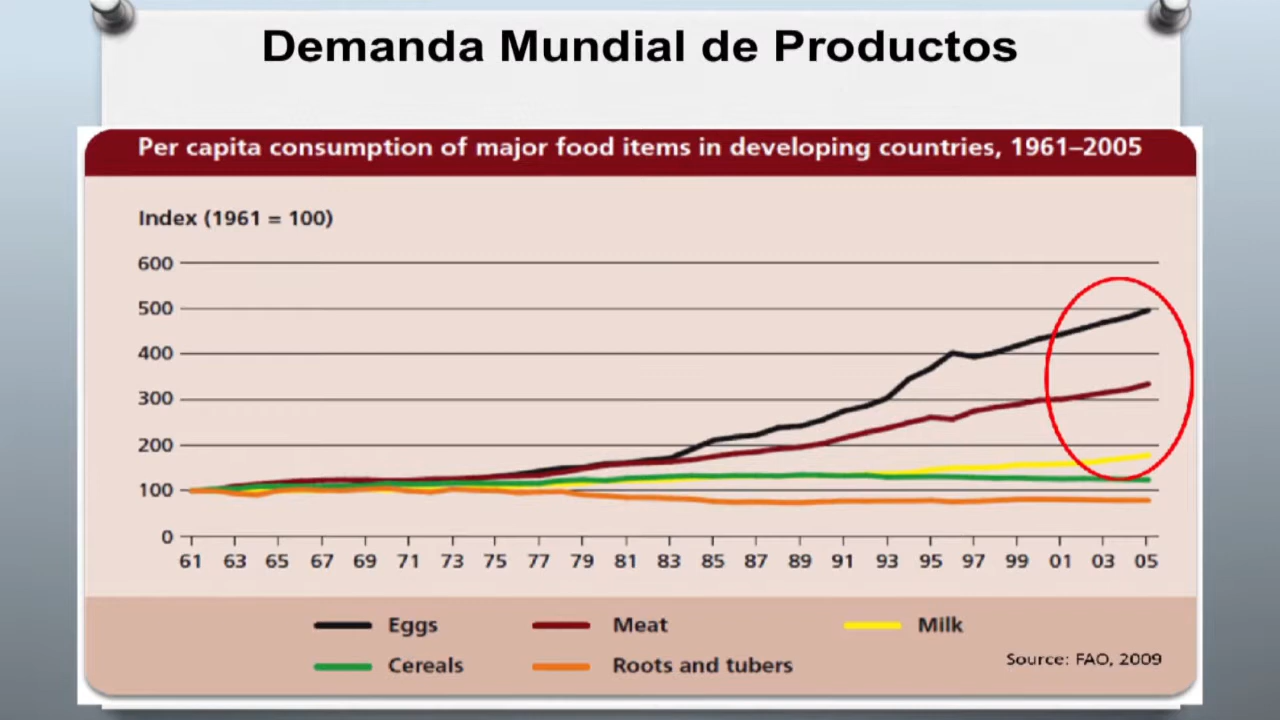 Demanda Mundial de Productos
Per capita consumption of major food items in developing countries, 1961–2005
Index (1961 = 100)
600
500
400
300
200
100
0
61 63 65 67 69 71 73 75 77 79 81 83 85 87 89 91 93 95 97 99 01 03 05
Eggs Meat Milk
Cereals Roots and tubers
Source: FAO, 2009